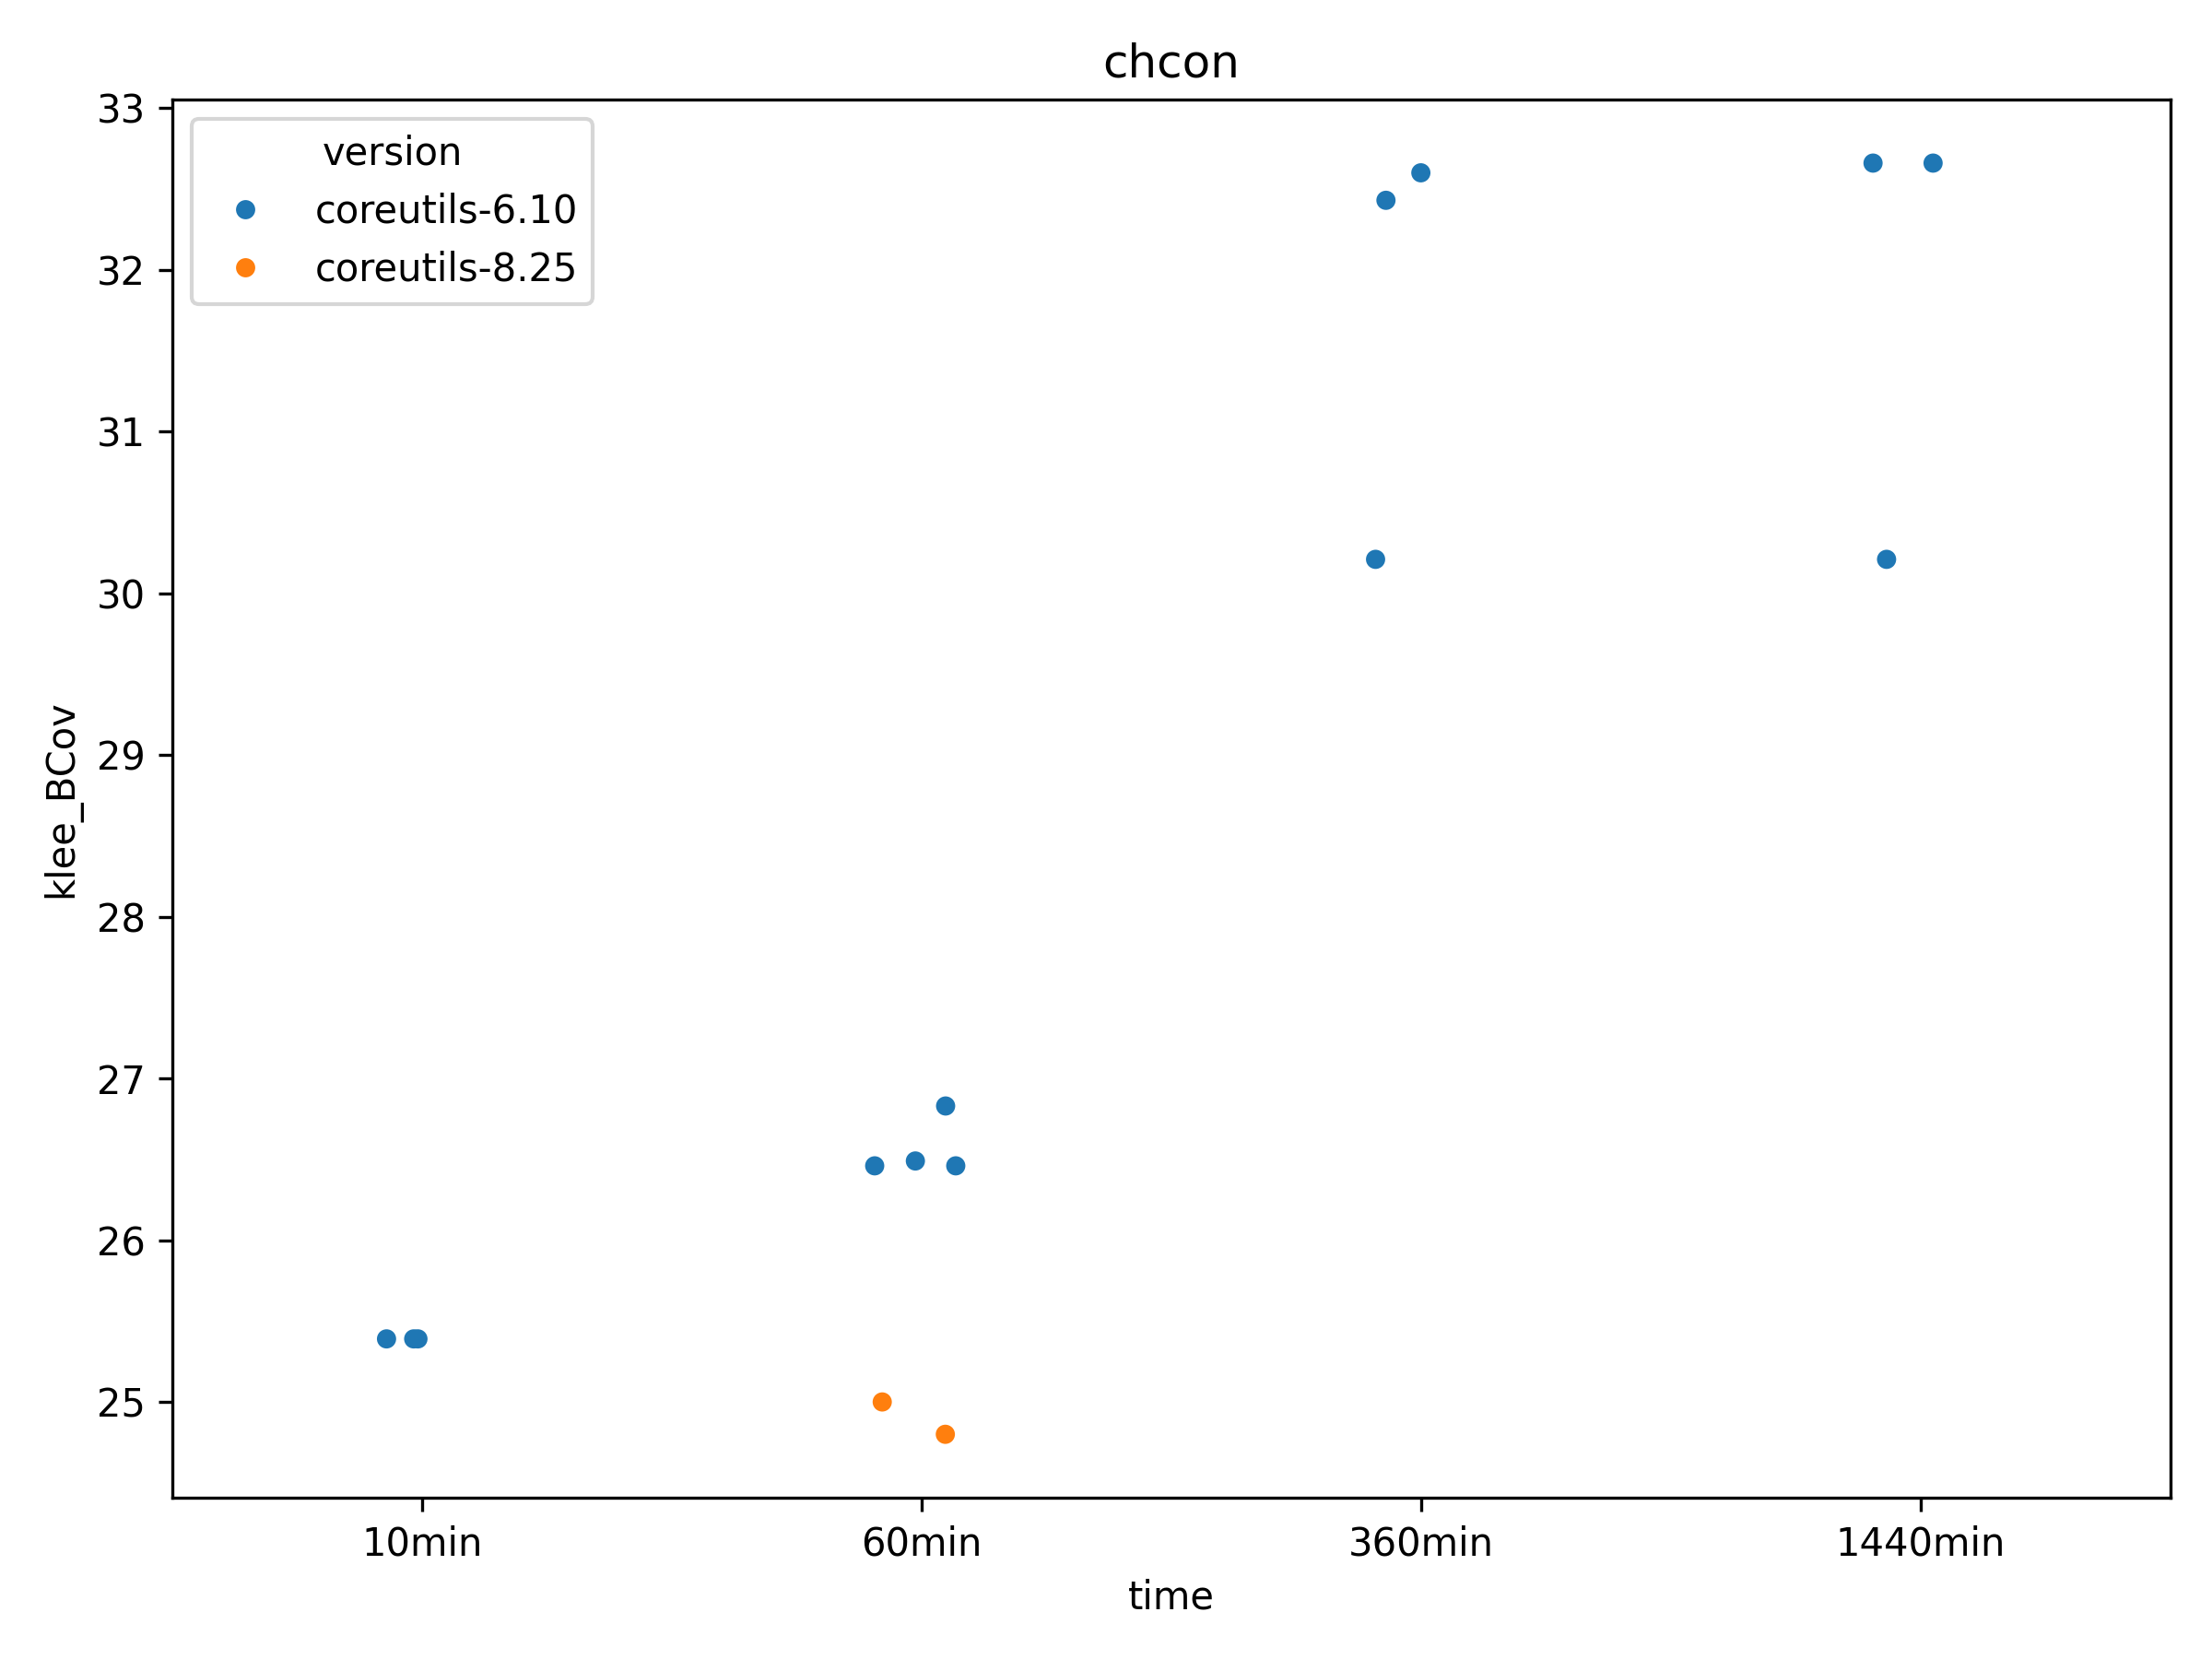 chcon
version
coreutils-6.10
coreutils-8.25
33
32
31
30
29
28
27
26
25
klee_BCov
10min 60min 360min 1440min
time